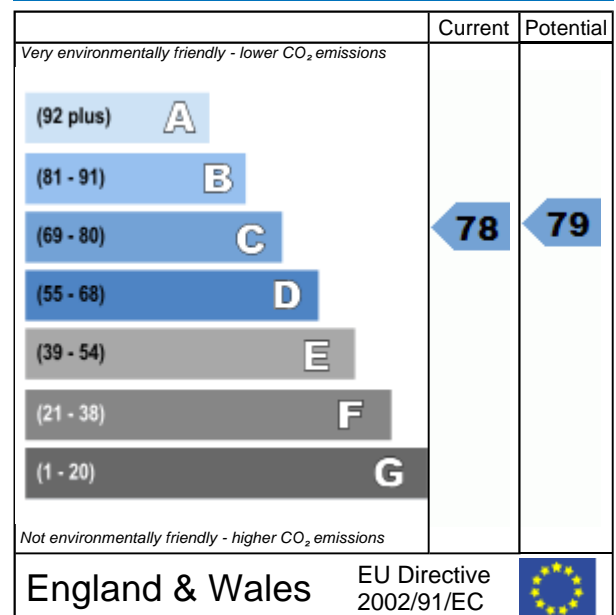 Current Potential
Very environmentally friendly - lower CO₂ emissions
(92 plus) A
(81 - 91) B
(69 - 80) C
78 79
(55 - 68) D
(39 - 54) E
(21 - 38) F
(1 - 20) G
Not environmentally friendly - higher CO₂ emissions
England & Wales
EU Directive
2002/91/EC